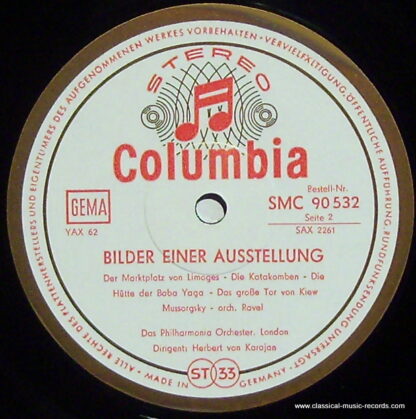 ALLE RECHTE DES PLATTENHERSTELLERS UND EIGENTÜMERS DES AUFGENOMMENEN WERKES VORBEHALTEN · VERVIELFÄLTIGUNG, ÖFFENTLICHE AUFFÜHRUNG, RUNDFUNKSENDUNG UNTERSAGT ·
STEREO
Columbia
GEMA
YAX 62
Bestell-Nr.
SMC 90 532
Seite 2
SAX 2261
BILDER EINER AUSSTELLUNG
Der Marktplatz von Limoges - Die Katakomben - Die
Hütte der Baba Yaga - Das große Tor von Kiew
Mussorgsky - orch. Ravel
Das Philharmonia Orchester, London
Dirigent: Herbert von Karajan
MADE IN GERMANY
ST 33
www.classical-music-records.com